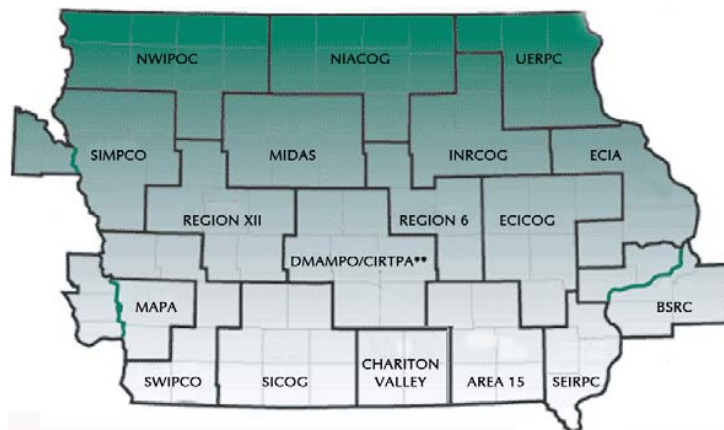 NWIPOC
NIACOG
UERPC
SIMPCO
MIDAS
INRCOG
ECIA
REGION XII
REGION 6
ECICOG
DMAMPO/CIRTPA**
MAPA
BSRC
SWIPCO
SICOG
CHARITON
VALLEY
AREA 15
SEIRPC